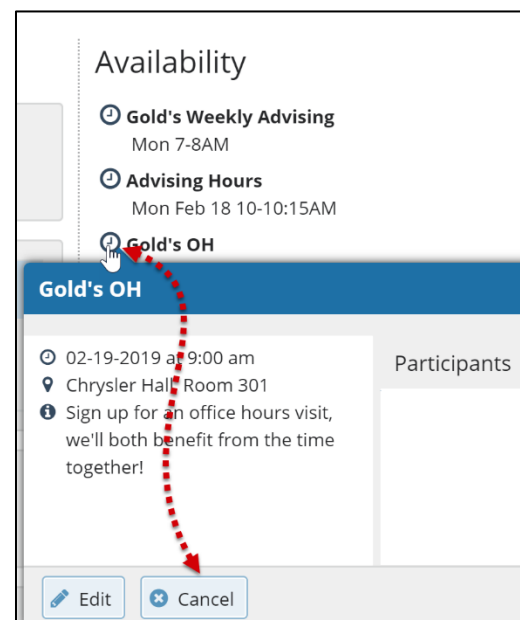 Availability
Gold's Weekly Advising
Mon 7-8AM
Advising Hours
Mon Feb 18 10-10:15AM
Gold's OH
Gold's OH
02-19-2019 at 9:00 am
Chrysler Hall, Room 301
Sign up for an office hours visit,
we'll both benefit from the time
together!
Participants
Edit
Cancel